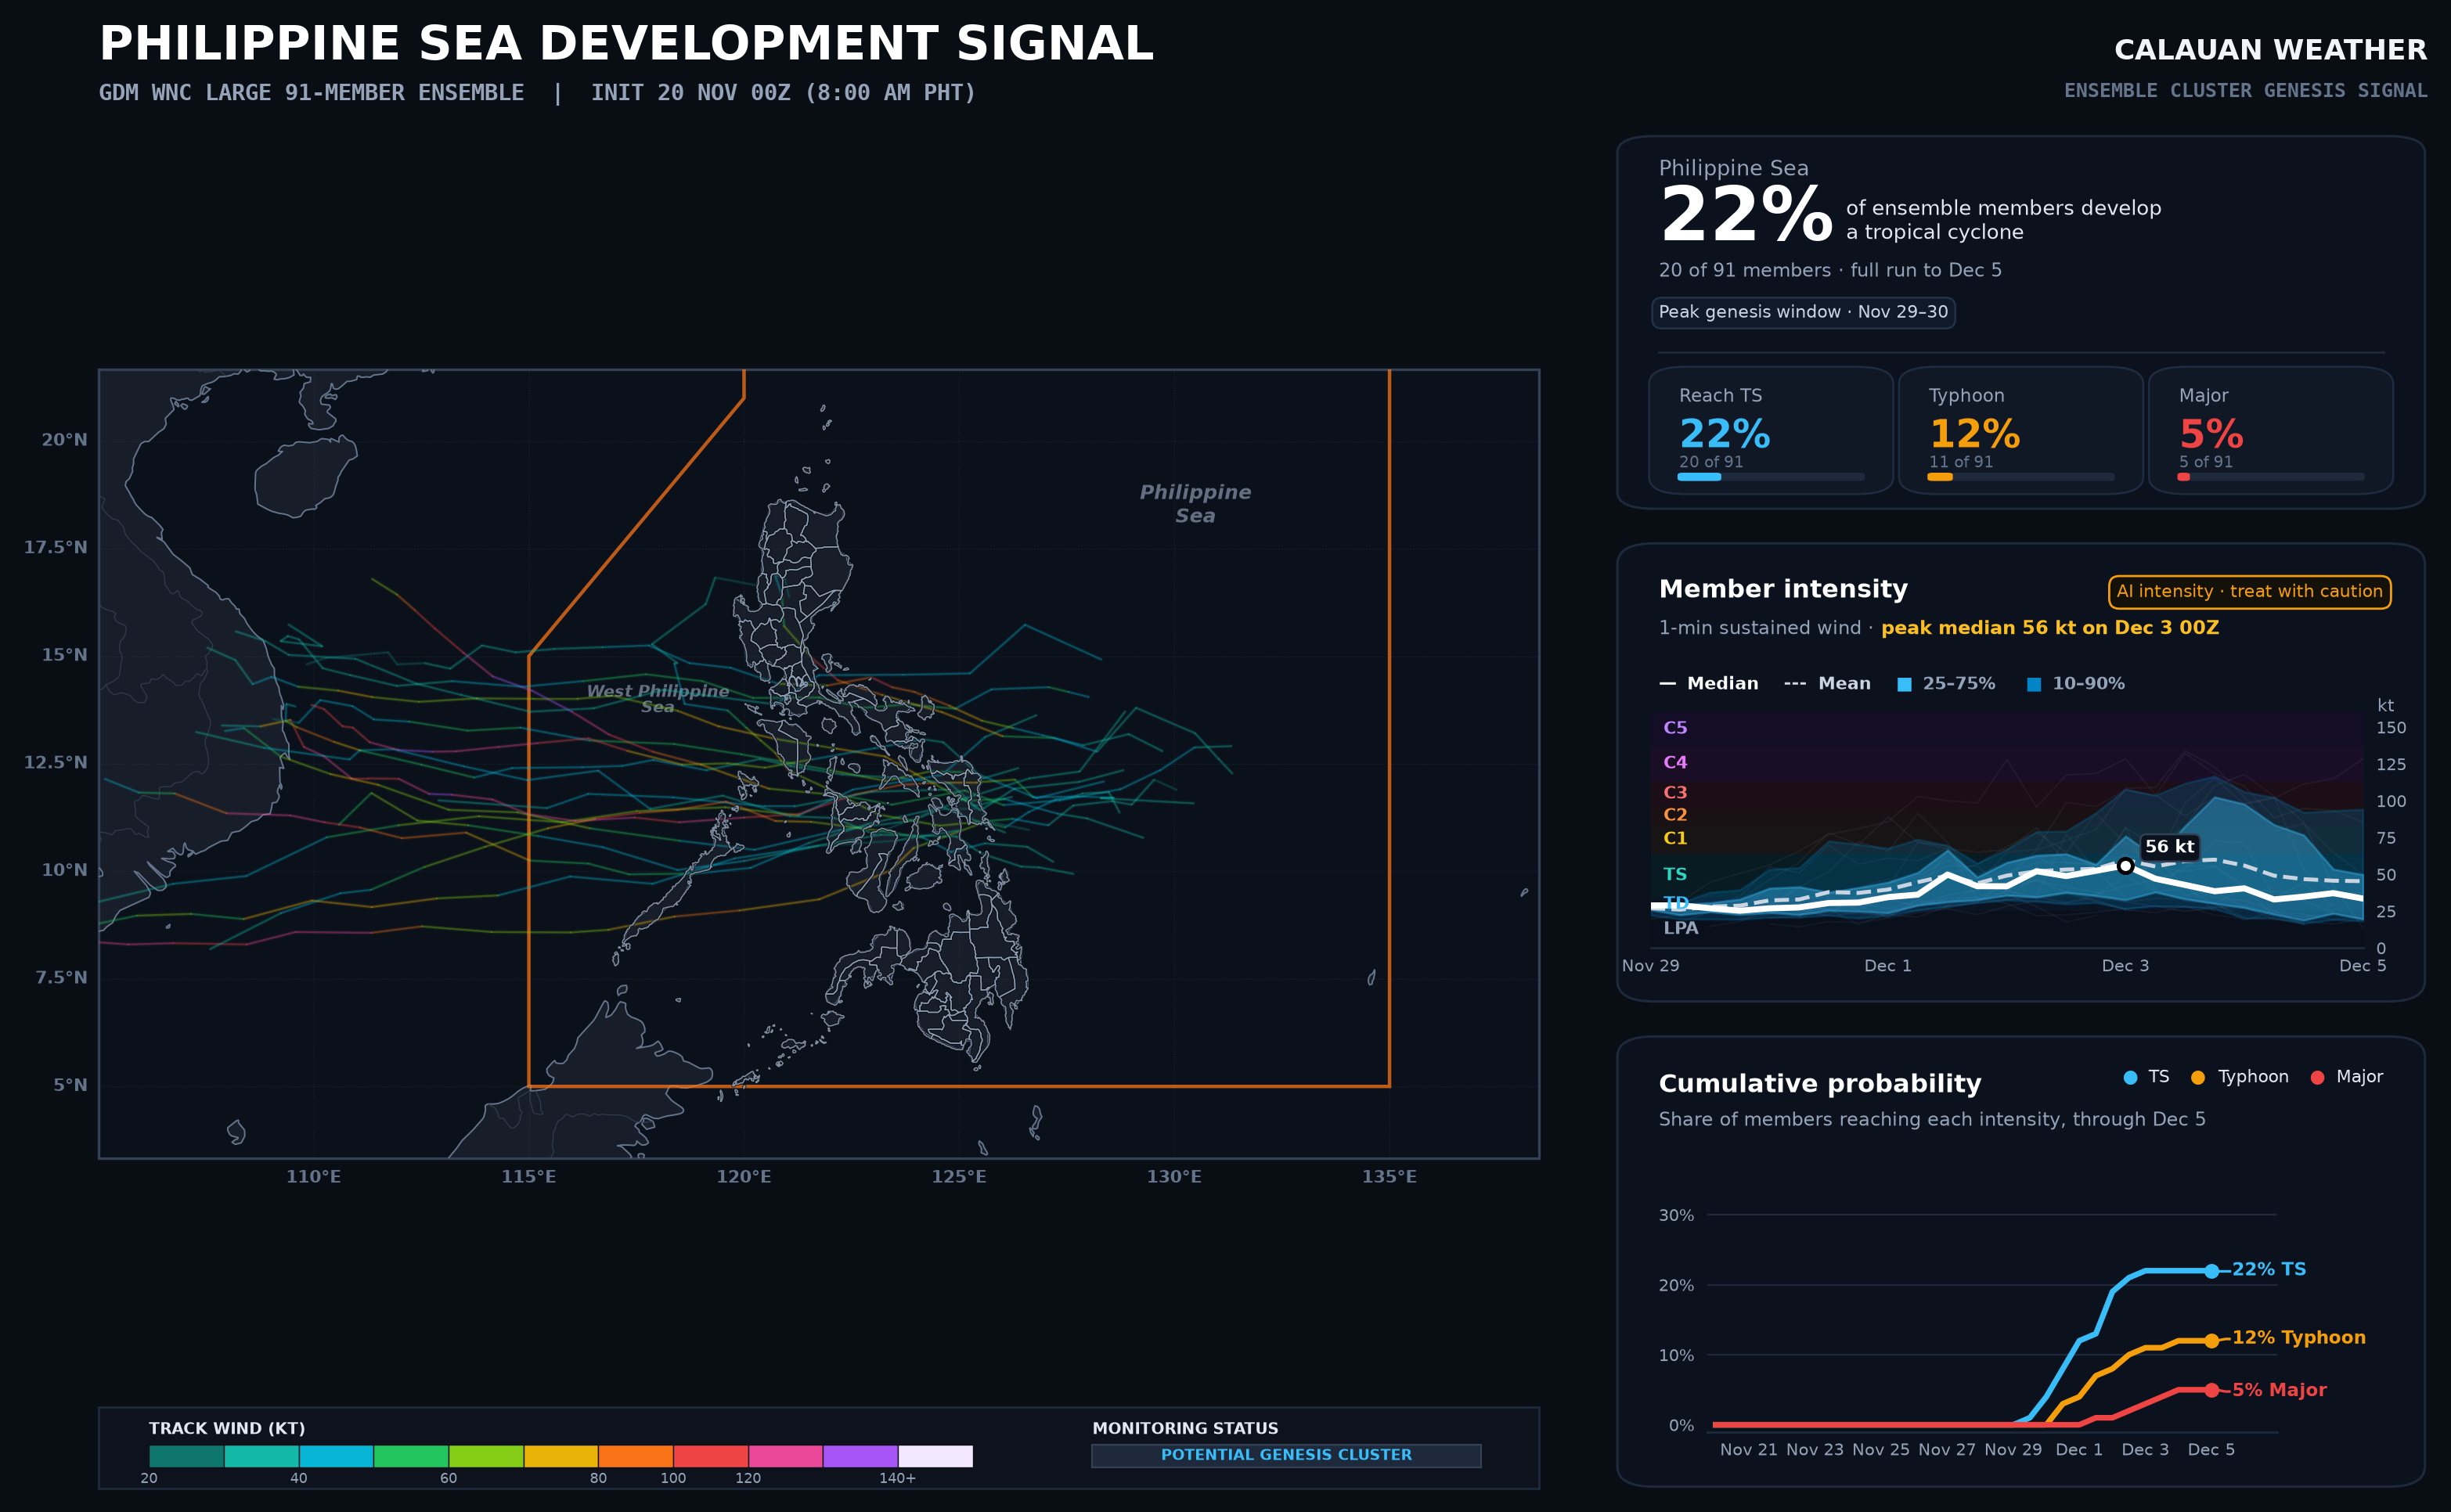 PHILIPPINE SEA DEVELOPMENT SIGNAL
GDM WNC LARGE 91-MEMBER ENSEMBLE | INIT 20 NOV 00Z (8:00 AM PHT)
CALAUAN WEATHER
ENSEMBLE CLUSTER GENESIS SIGNAL
20°N
17.5°N
15°N
12.5°N
10°N
7.5°N
5°N
110°E
115°E
120°E
125°E
130°E
135°E
Philippine
Sea
West Philippine
Sea
TRACK WIND (KT)
20
40
60
80
100
120
140+
MONITORING STATUS
POTENTIAL GENESIS CLUSTER
Philippine Sea
22%
of ensemble members develop
a tropical cyclone
20 of 91 members · full run to Dec 5
Peak genesis window · Nov 29–30
Reach TS
22%
20 of 91
Typhoon
12%
11 of 91
Major
5%
5 of 91
Member intensity
AI intensity · treat with caution
1-min sustained wind · peak median 56 kt on Dec 3 00Z
Median
Mean
25–75%
10–90%
kt
C5
C4
C3
C2
C1
TS
TD
LPA
150
125
100
75
50
25
0
56 kt
Nov 29
Dec 1
Dec 3
Dec 5
Cumulative probability
TS
Typhoon
Major
Share of members reaching each intensity, through Dec 5
30%
20%
10%
0%
22% TS
12% Typhoon
5% Major
Nov 21
Nov 23
Nov 25
Nov 27
Nov 29
Dec 1
Dec 3
Dec 5